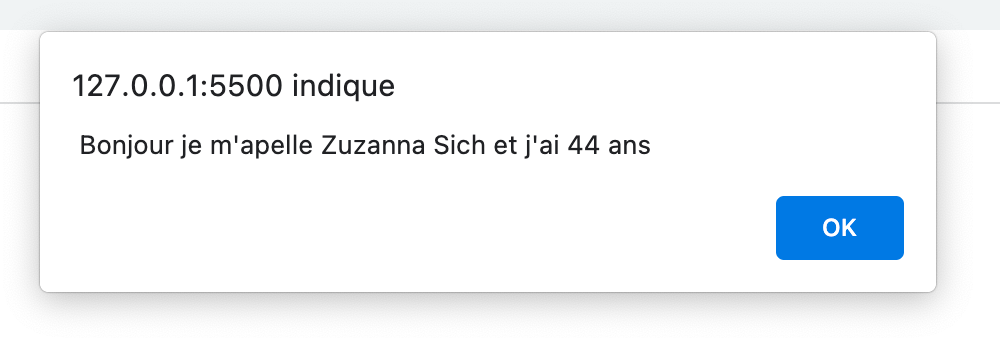 127.0.0.1:5500 indique
Bonjour je m'apelle Zuzanna Sich et j'ai 44 ans
OK